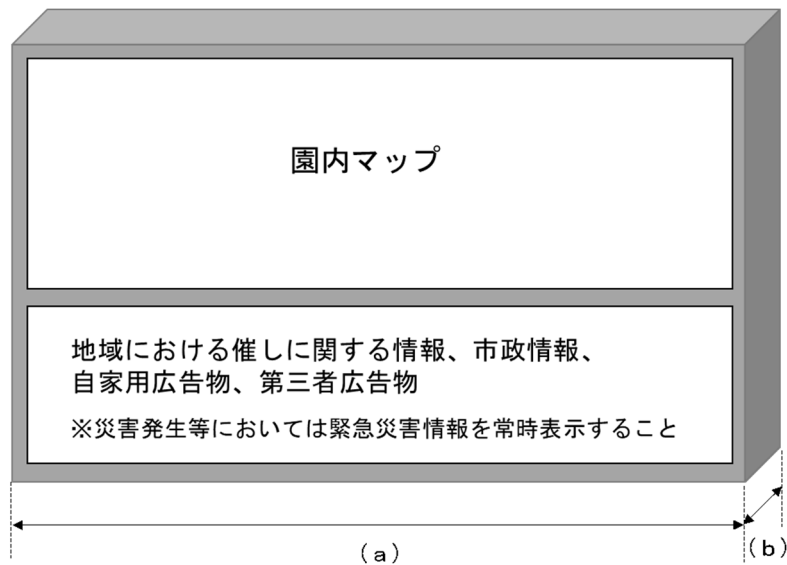 園内マップ
地域における催しに関する情報、市政情報、
自家用広告物、第三者広告物
※災害発生等においては緊急災害情報を常時表示すること
（a）
（b）